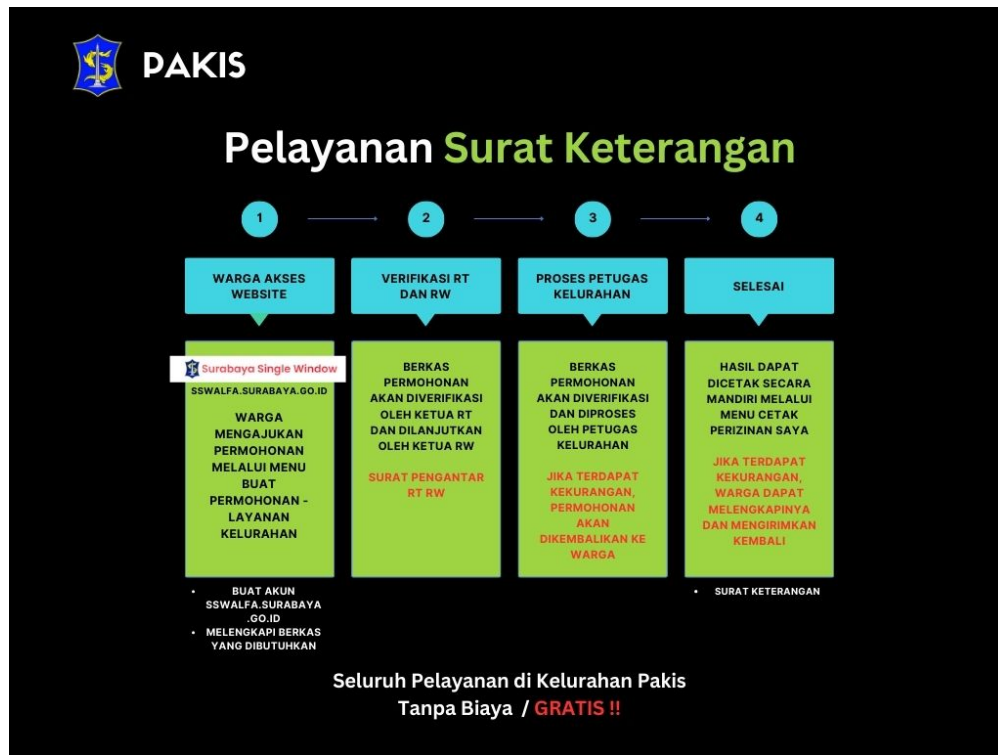 PAKIS
Pelayanan Surat Keterangan
1
2
3
4
WARGA AKSES
WEBSITE
VERIFIKASI RT
DAN RW
PROSES PETUGAS
KELURAHAN
SELESAI
Surabaya Single Window
SSWALFA.SURABAYA.GO.ID
WARGA
MENGAJUKAN
PERMOHONAN
MELALUI MENU
BUAT
PERMOHONAN -
LAYANAN
KELURAHAN
BERKAS
PERMOHONAN
AKAN DIVERIFIKASI
OLEH KETUA RT
DAN DILANJUTKAN
OLEH KETUA RW
SURAT PENGANTAR
RT RW
BERKAS
PERMOHONAN
AKAN DIVERIFIKASI
DAN DIPROSES
OLEH PETUGAS
KELURAHAN
JIKA TERDAPAT
KEKURANGAN,
PERMOHONAN
AKAN
DIKEMBALIKAN KE
WARGA
HASIL DAPAT
DICETAK SECARA
MANDIRI MELALUI
MENU CETAK
PERIZINAN SAYA
JIKA TERDAPAT
KEKURANGAN,
WARGA DAPAT
MELENGKAPINYA
DAN MENGIRIMKAN
KEMBALI
• BUAT AKUN
SSWALFA.SURABAYA
.GO.ID
• MELENGKAPI BERKAS
YANG DIBUTUHKAN
• SURAT KETERANGAN
Seluruh Pelayanan di Kelurahan Pakis
Tanpa Biaya / GRATIS !!